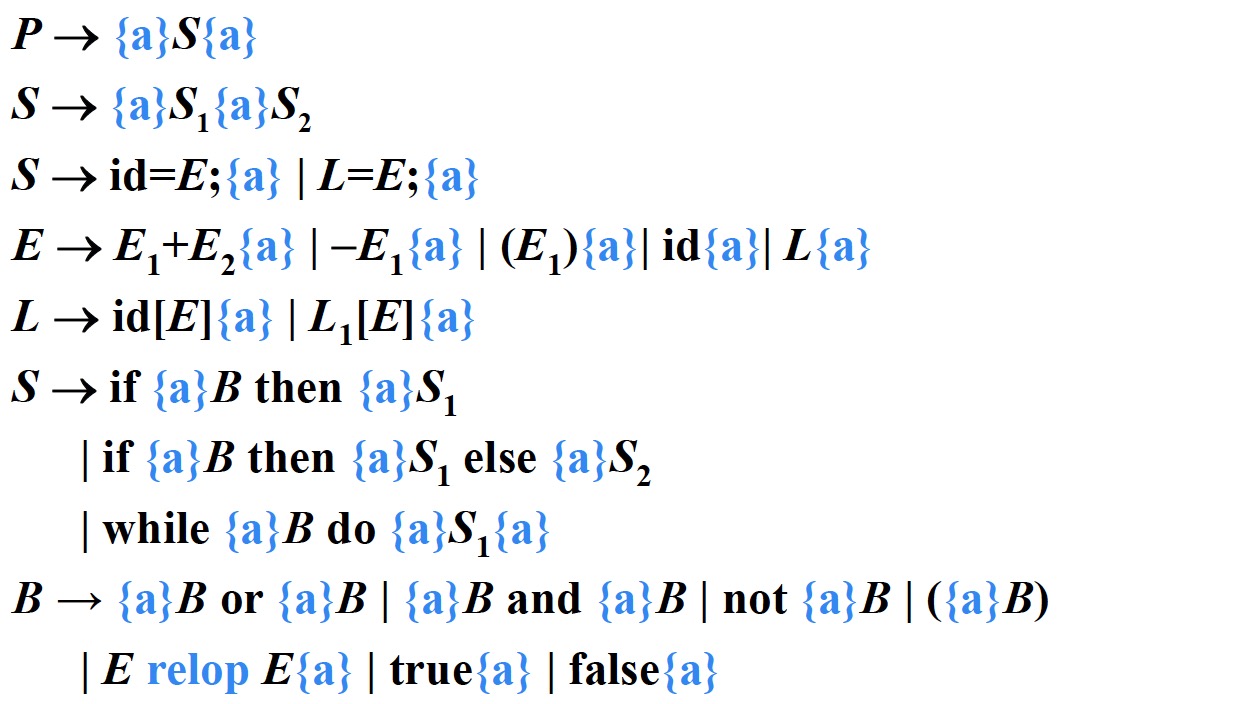 P → {a}S{a}
S → {a}S₁{a}S₂
S → id=E;{a} | L=E;{a}
E → E₁+E₂{a} | −E₁{a} | (E₁){a}| id{a}| L{a}
L → id[E]{a} | L₁[E]{a}
S → if {a}B then {a}S₁
| if {a}B then {a}S₁ else {a}S₂
| while {a}B do {a}S₁{a}
B → {a}B or {a}B | {a}B and {a}B | not {a}B | ({a}B)
| E relop E{a} | true{a} | false{a}